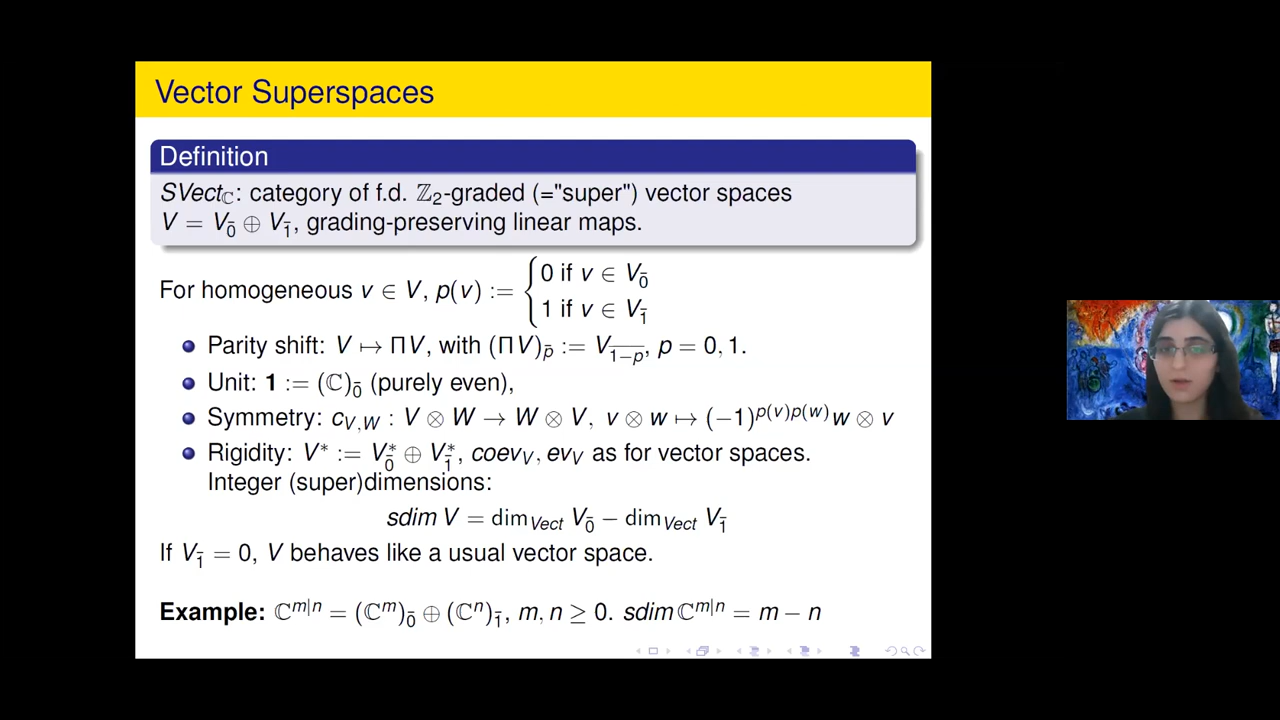 Vector Superspaces
Definition
SVect_ℂ: category of f.d. ℤ₂-graded (="super") vector spaces
V = V_0̄ ⊕ V_1̄, grading-preserving linear maps.
For homogeneous v ∈ V, p(v) := { 0 if v ∈ V_0̄
1 if v ∈ V_1̄
Parity shift: V ↦ ΠV, with (ΠV)_p̄ := V_\overline{1−p}, p = 0, 1.
Unit: 1 := (ℂ)_0̄ (purely even),
Symmetry: c_{V,W} : V ⊗ W → W ⊗ V, v ⊗ w ↦ (−1)^{p(v)p(w)} w ⊗ v
Rigidity: V* := V*_0̄ ⊕ V*_1̄, coev_V, ev_V as for vector spaces.
Integer (super)dimensions:
sdim V = dim_Vect V_0̄ − dim_Vect V_1̄
If V_1̄ = 0, V behaves like a usual vector space.
Example: ℂ^{m|n} = (ℂ^m)_0̄ ⊕ (ℂ^n)_1̄, m, n ≥ 0. sdim ℂ^{m|n} = m − n